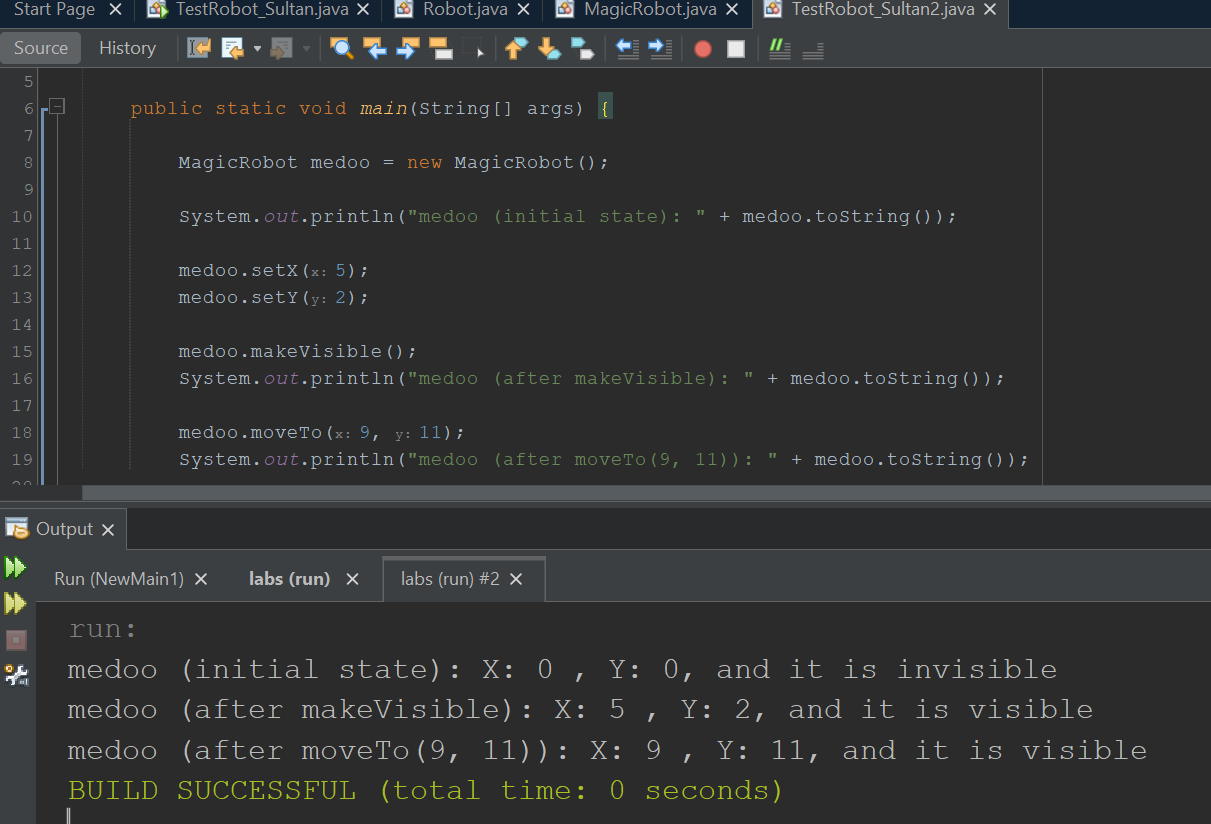 Start Page TestRobot_Sultan.java Robot.java MagicRobot.java TestRobot_Sultan2.java
Source History
5
6 public static void main(String[] args) {
7
8 MagicRobot medoo = new MagicRobot();
9
10 System.out.println("medoo (initial state): " + medoo.toString());
11
12 medoo.setX(x: 5);
13 medoo.setY(y: 2);
14
15 medoo.makeVisible();
16 System.out.println("medoo (after makeVisible): " + medoo.toString());
17
18 medoo.moveTo(x: 9, y: 11);
19 System.out.println("medoo (after moveTo(9, 11)): " + medoo.toString());
Output
Run (NewMain1) labs (run) labs (run) #2
run:
medoo (initial state): X: 0 , Y: 0, and it is invisible
medoo (after makeVisible): X: 5 , Y: 2, and it is visible
medoo (after moveTo(9, 11)): X: 9 , Y: 11, and it is visible
BUILD SUCCESSFUL (total time: 0 seconds)